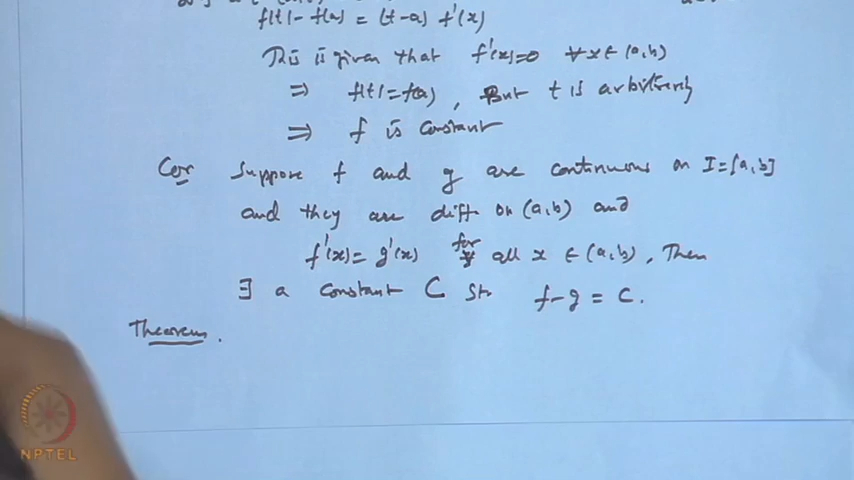 f(t) - f(a) = (t-a) f'(x)
This is given that f'(x)=0 ∀x∈(a,b)
⇒ f(t)=f(a), But t is arbitrary
⇒ f is constant
Cor Suppose f and g are continuous on I=[a,b]
and they are diff on (a,b) and
f'(x)= g'(x) for all x ∈ (a,b), Then
∃ a constant C st. f-g = C.
Theorem.
NPTEL